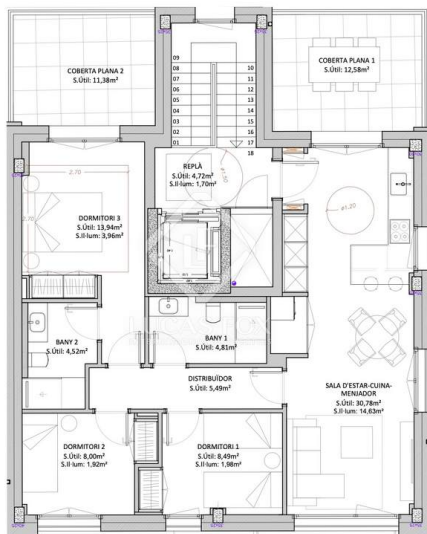 COBERTA PLANA 2
S.Útil: 11,38m²
COBERTA PLANA 1
S.Útil: 12,58m²
09
08
07
06
05
04
03
02
01
10
11
12
13
14
15
16
17
18
REPLÀ
S.Útil: 4,72m²
S.Il·lum: 1,70m²
ø1.50
2.70
2.70
DORMITORI 3
S.Útil: 13,94m²
S.Il·lum: 3,96m²
ø1.20
BANY 2
S.Útil: 4,52m²
BANY 1
S.Útil: 4,81m²
DISTRIBUÏDOR
S.Útil: 5,49m²
SALA D'ESTAR-CUINA-
MENJADOR
S.Útil: 30,78m²
S.Il·lum: 14,63m²
DORMITORI 2
S.Útil: 8,00m²
S.Il·lum: 1,92m²
DORMITORI 1
S.Útil: 8,49m²
S.Il·lum: 1,98m²